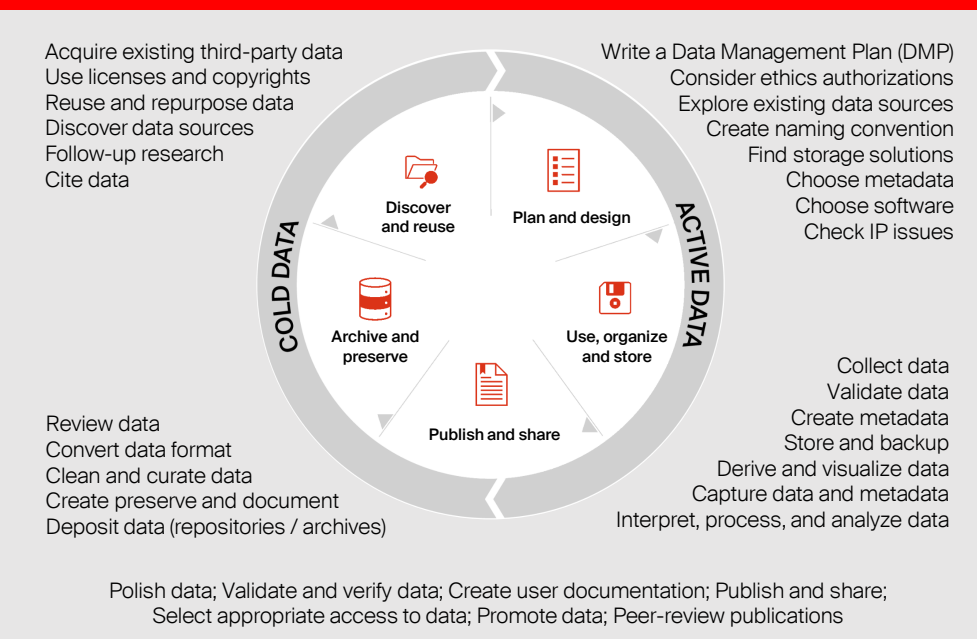 Acquire existing third-party data
Use licenses and copyrights
Reuse and repurpose data
Discover data sources
Follow-up research
Cite data
Write a Data Management Plan (DMP)
Consider ethics authorizations
Explore existing data sources
Create naming convention
Find storage solutions
Choose metadata
Choose software
Check IP issues
Discover
and reuse
Plan and design
COLD DATA
ACTIVE DATA
Archive and
preserve
Use, organize
and store
Publish and share
Review data
Convert data format
Clean and curate data
Create preserve and document
Deposit data (repositories / archives)
Collect data
Validate data
Create metadata
Store and backup
Derive and visualize data
Capture data and metadata
Interpret, process, and analyze data
Polish data; Validate and verify data; Create user documentation; Publish and share;
Select appropriate access to data; Promote data; Peer-review publications